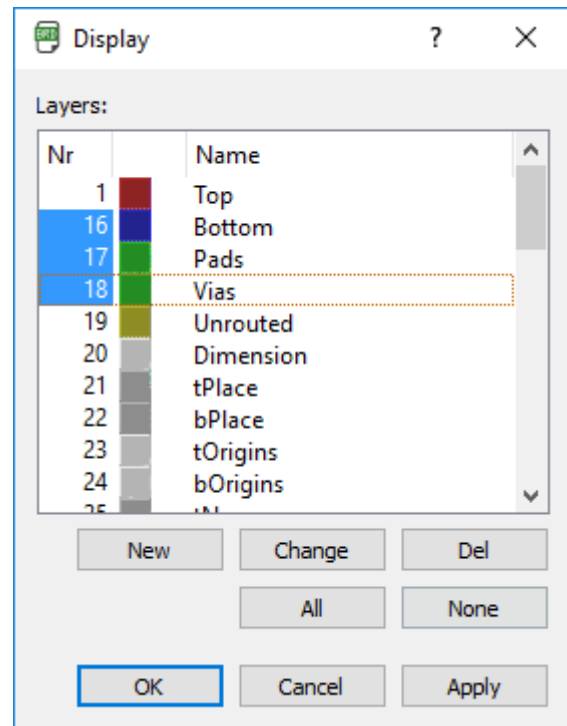 BRD Display ?
Layers:
Nr Name
1 Top
16 Bottom
17 Pads
18 Vias
19 Unrouted
20 Dimension
21 tPlace
22 bPlace
23 tOrigins
24 bOrigins
New Change Del
All None
OK Cancel Apply